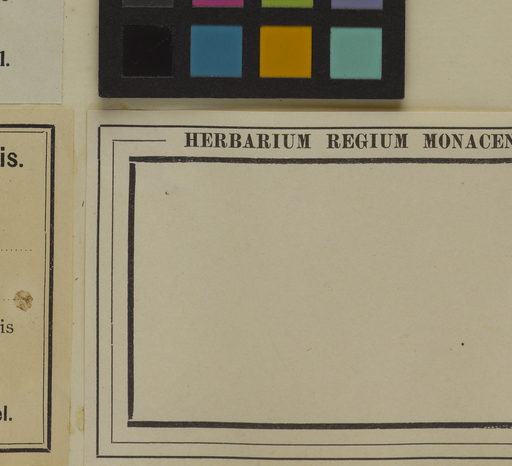 l.
is.
HERBARIUM REGIUM MONACEN
is
el.